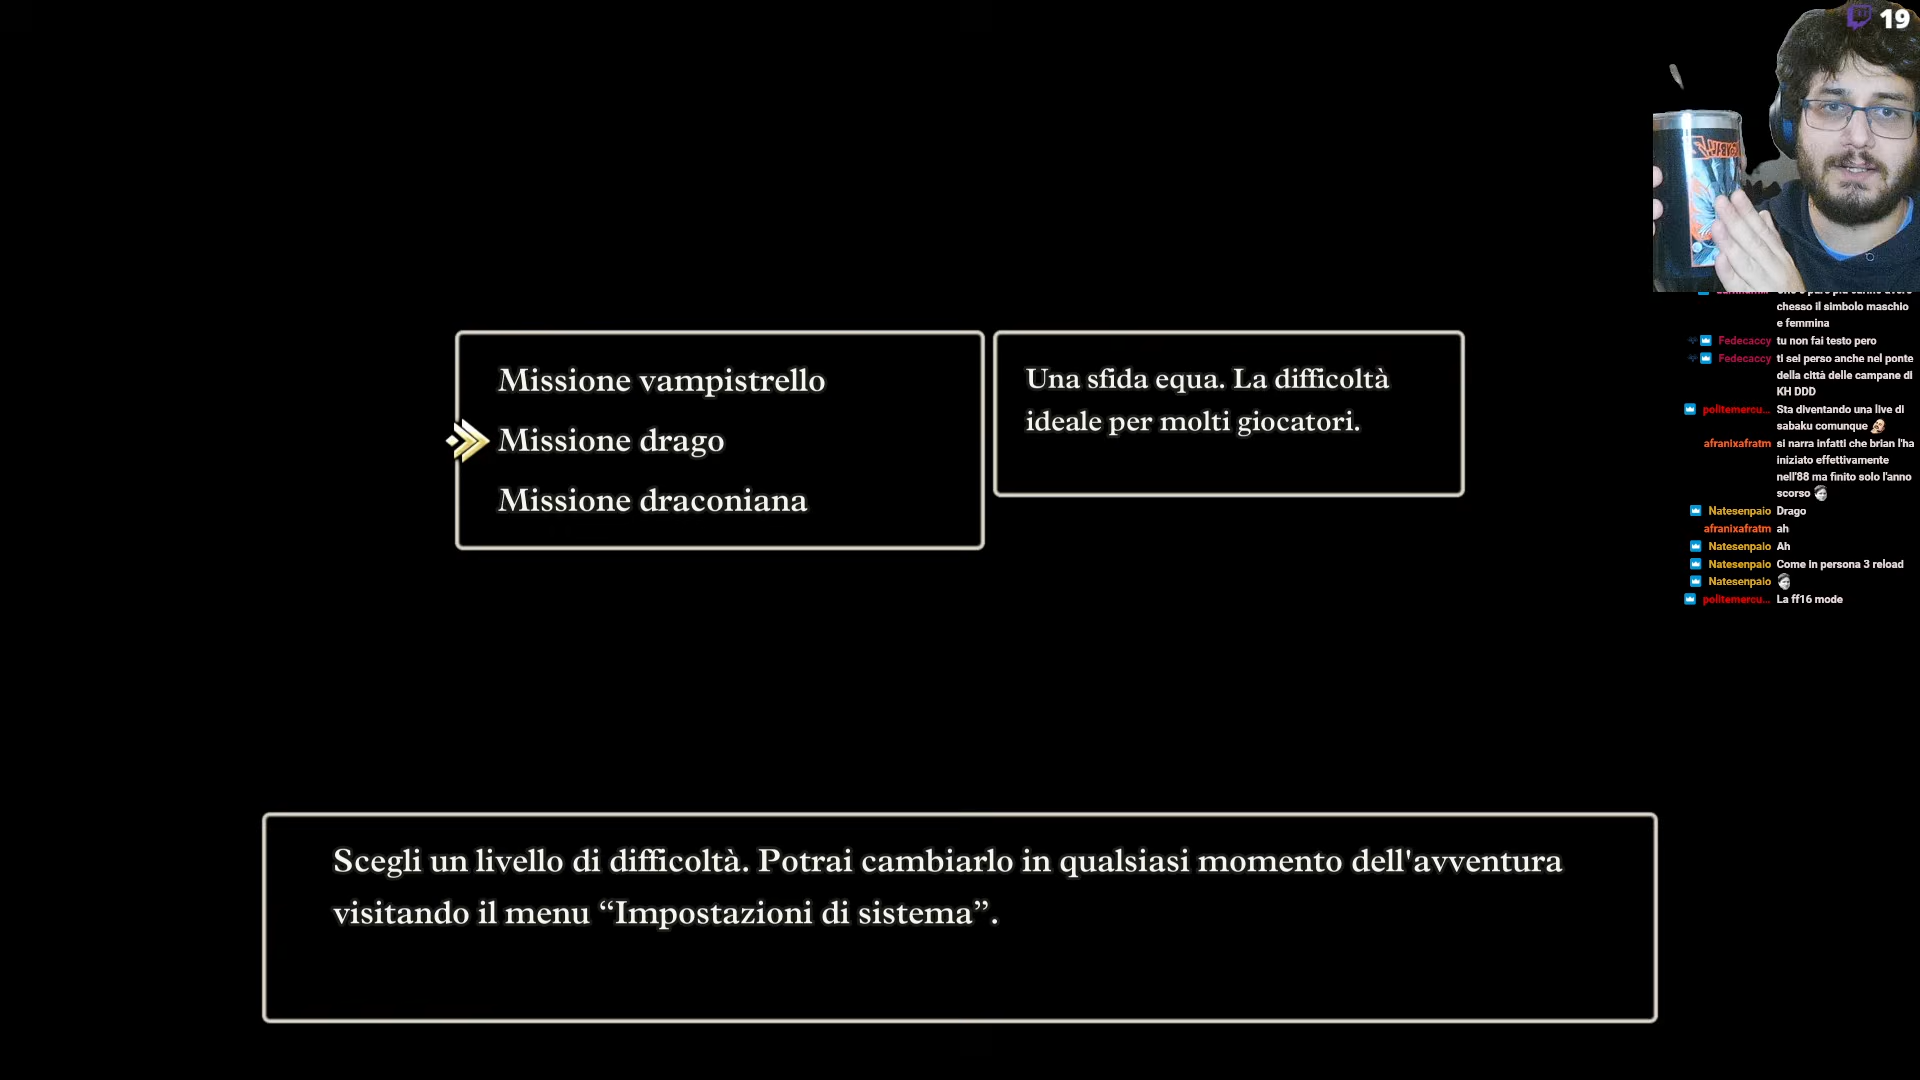 19
Missione vampistrello
Missione drago
Missione draconiana
Una sfida equa. La difficoltà
ideale per molti giocatori.
chesso il simbolo maschio
e femmina
Fedecaccy tu non fai testo pero
Fedecaccy ti sei perso anche nel ponte
della città delle campane di
KH DDD
politemercu... Sta diventando una live di
sabaku comunque
afranixafratm si narra infatti che brian l'ha
iniziato effettivamente
nell'88 ma finito solo l'anno
scorso
Natesenpaio Drago
afranixafratm ah
Natesenpaio Ah
Natesenpaio Come in persona 3 reload
Natesenpaio
politemercu... La ff16 mode
Scegli un livello di difficoltà. Potrai cambiarlo in qualsiasi momento dell'avventura
visitando il menu “Impostazioni di sistema”.